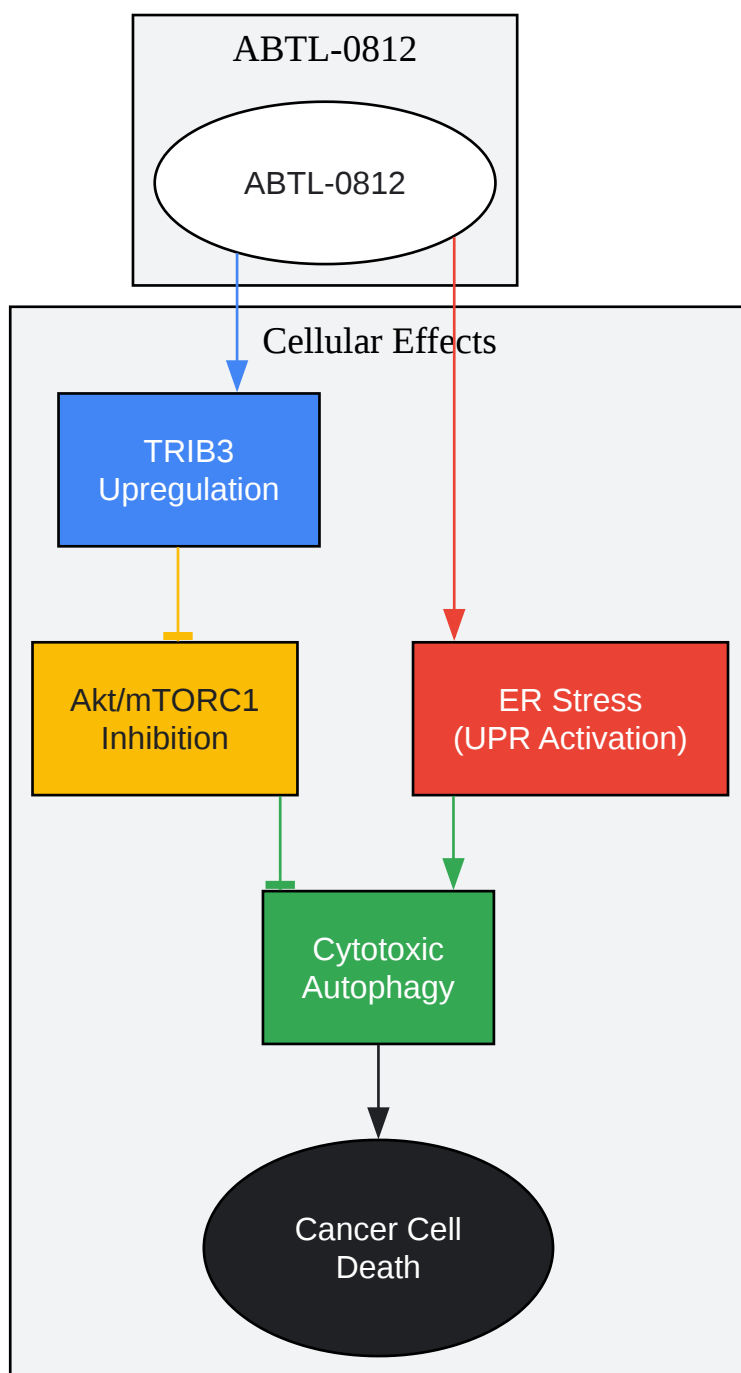 ABTL-0812
ABTL-0812
Cellular Effects
TRIB3
Upregulation
Akt/mTORC1
Inhibition
ER Stress
(UPR Activation)
Cytotoxic
Autophagy
Cancer Cell
Death